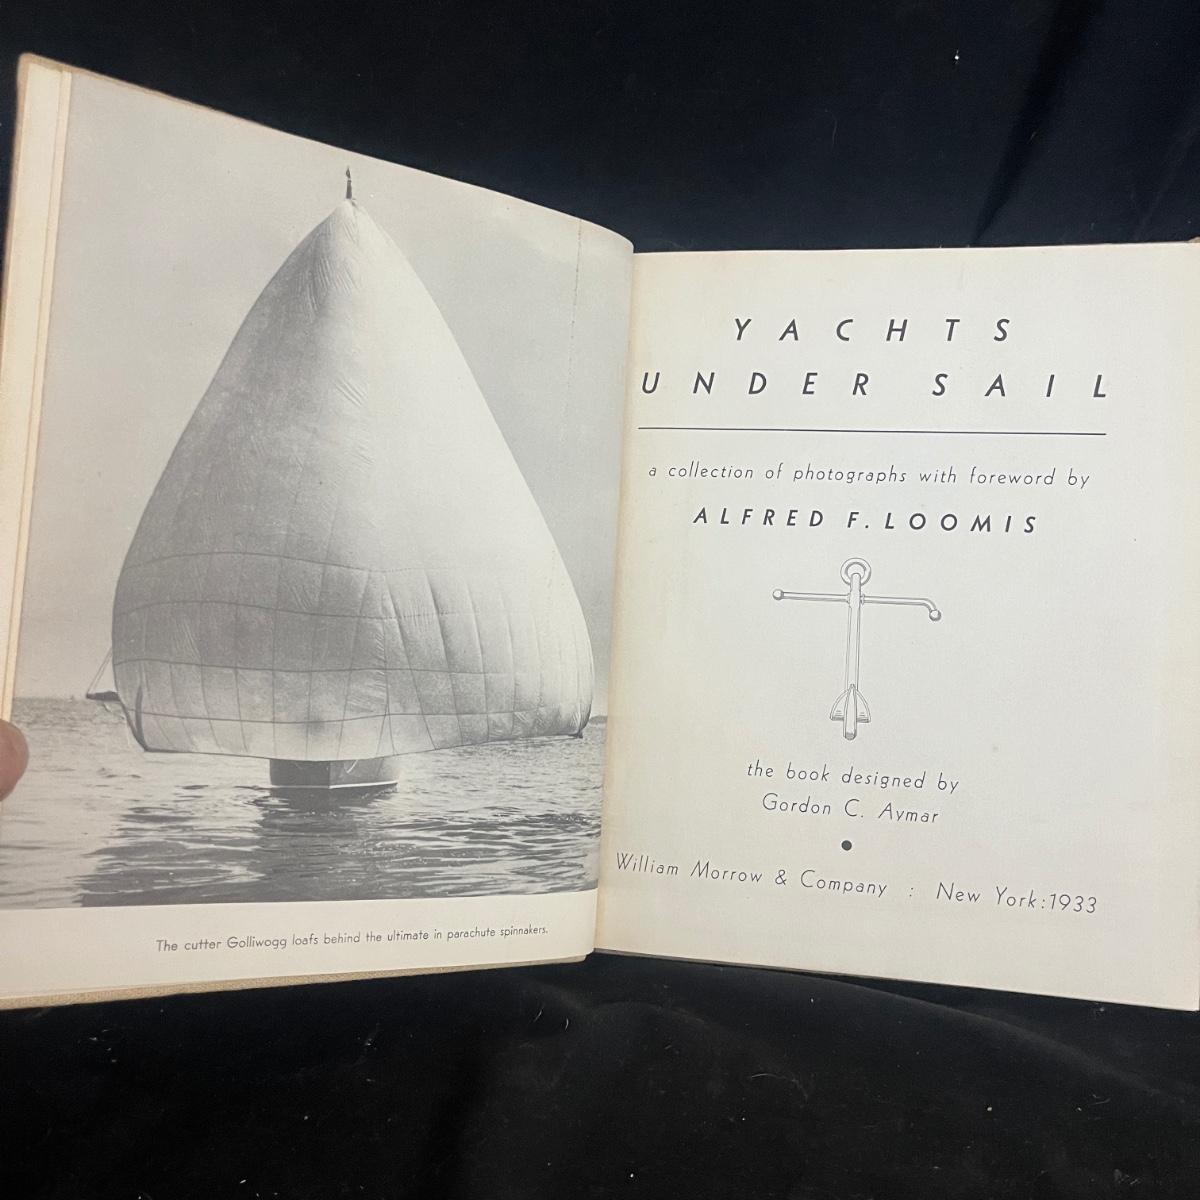 The cutter Golliwogg loafs behind the ultimate in parachute spinnakers.
YACHTS
UNDER SAIL
a collection of photographs with foreword by
ALFRED F. LOOMIS
the book designed by
Gordon C. Aymar
William Morrow & Company : New York:1933